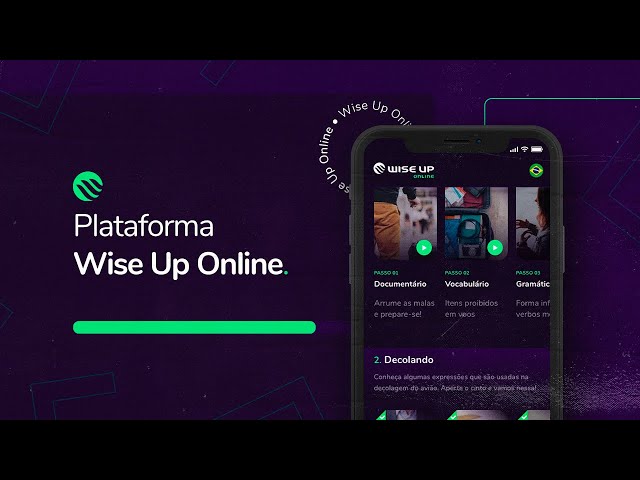 Plataforma
Wise Up Online.
Wise Up Online
se Up Online
WISE UP
ONLINE
PASSO 01
Documentário
Arrume as malas
e prepare-se!
PASSO 02
Vocabulário
Itens proibidos
em voos
PASSO 03
Gramátic
Forma inf
verbos m
2. Decolando
Conheça algumas expressões que são usadas na
decolagem do avião. Aperte o cinto e vamos nessa!